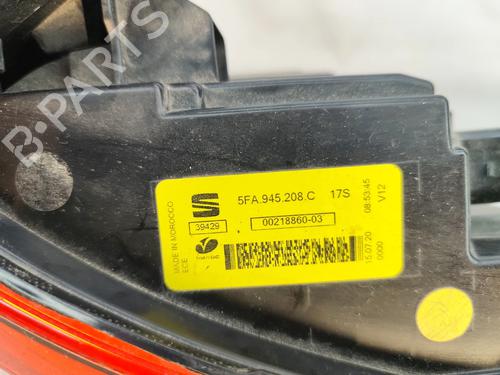 B-PARTS
5FA.945.208.C 17S
39429
00218860-03
MADE IN MOROCCO
ECE
15.07.20 08:53:45
0000 V12